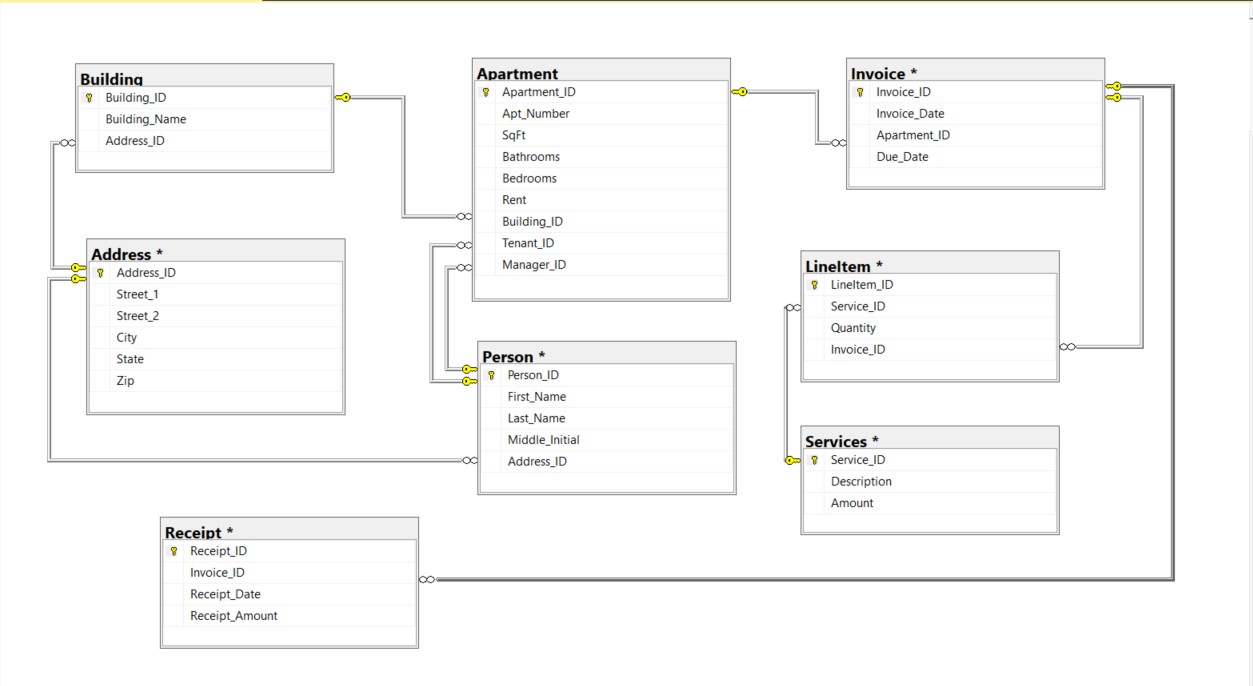 Building
Building_ID
Building_Name
Address_ID
Apartment
Apartment_ID
Apt_Number
SqFt
Bathrooms
Bedrooms
Rent
Building_ID
Tenant_ID
Manager_ID
Invoice *
Invoice_ID
Invoice_Date
Apartment_ID
Due_Date
Address *
Address_ID
Street_1
Street_2
City
State
Zip
LineItem *
LineItem_ID
Service_ID
Quantity
Invoice_ID
Person *
Person_ID
First_Name
Last_Name
Middle_Initial
Address_ID
Services *
Service_ID
Description
Amount
Receipt *
Receipt_ID
Invoice_ID
Receipt_Date
Receipt_Amount